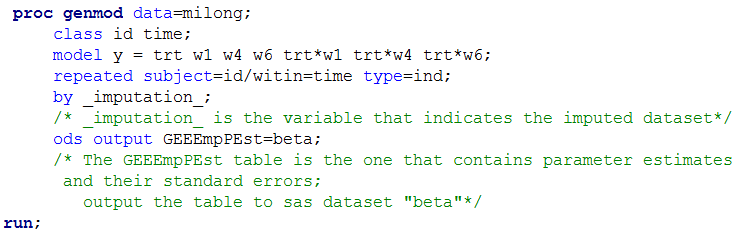 proc genmod data=milong;
class id time;
model y = trt w1 w4 w6 trt*w1 trt*w4 trt*w6;
repeated subject=id/witin=time type=ind;
by _imputation_;
/* _imputation_ is the variable that indicates the imputed dataset*/
ods output GEEEmpPEst=beta;
/* The GEEEmpPEst table is the one that contains parameter estimates
and their standard errors;
output the table to sas dataset "beta"*/
run;